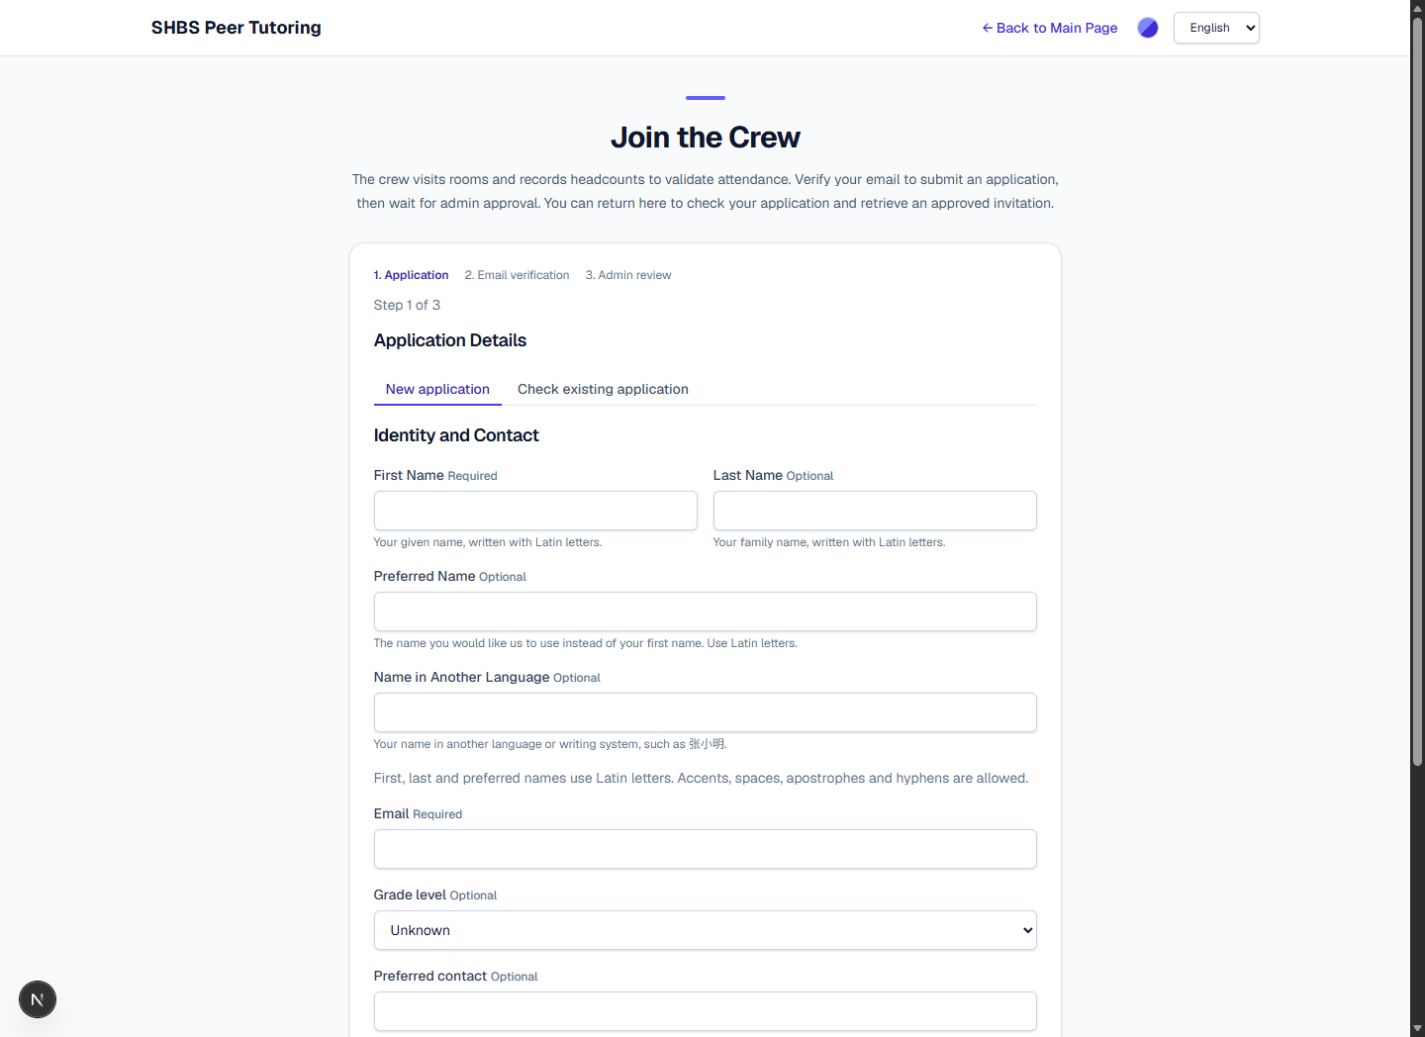 SHBS Peer Tutoring
← Back to Main Page
English
Join the Crew
The crew visits rooms and records headcounts to validate attendance. Verify your email to submit an application,
then wait for admin approval. You can return here to check your application and retrieve an approved invitation.
1. Application 2. Email verification 3. Admin review
Step 1 of 3
Application Details
New application Check existing application
Identity and Contact
First Name Required Last Name Optional
Your given name, written with Latin letters. Your family name, written with Latin letters.
Preferred Name Optional
The name you would like us to use instead of your first name. Use Latin letters.
Name in Another Language Optional
Your name in another language or writing system, such as 张小明.
First, last and preferred names use Latin letters. Accents, spaces, apostrophes and hyphens are allowed.
Email Required
Grade level Optional
Unknown
Preferred contact Optional
N